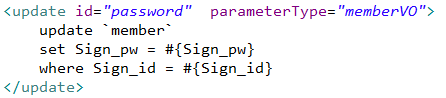 <update id="password"  parameterType="memberVO">
    update `member`
    set Sign_pw = #{Sign_pw}
    where Sign_id = #{Sign_id}
</update>